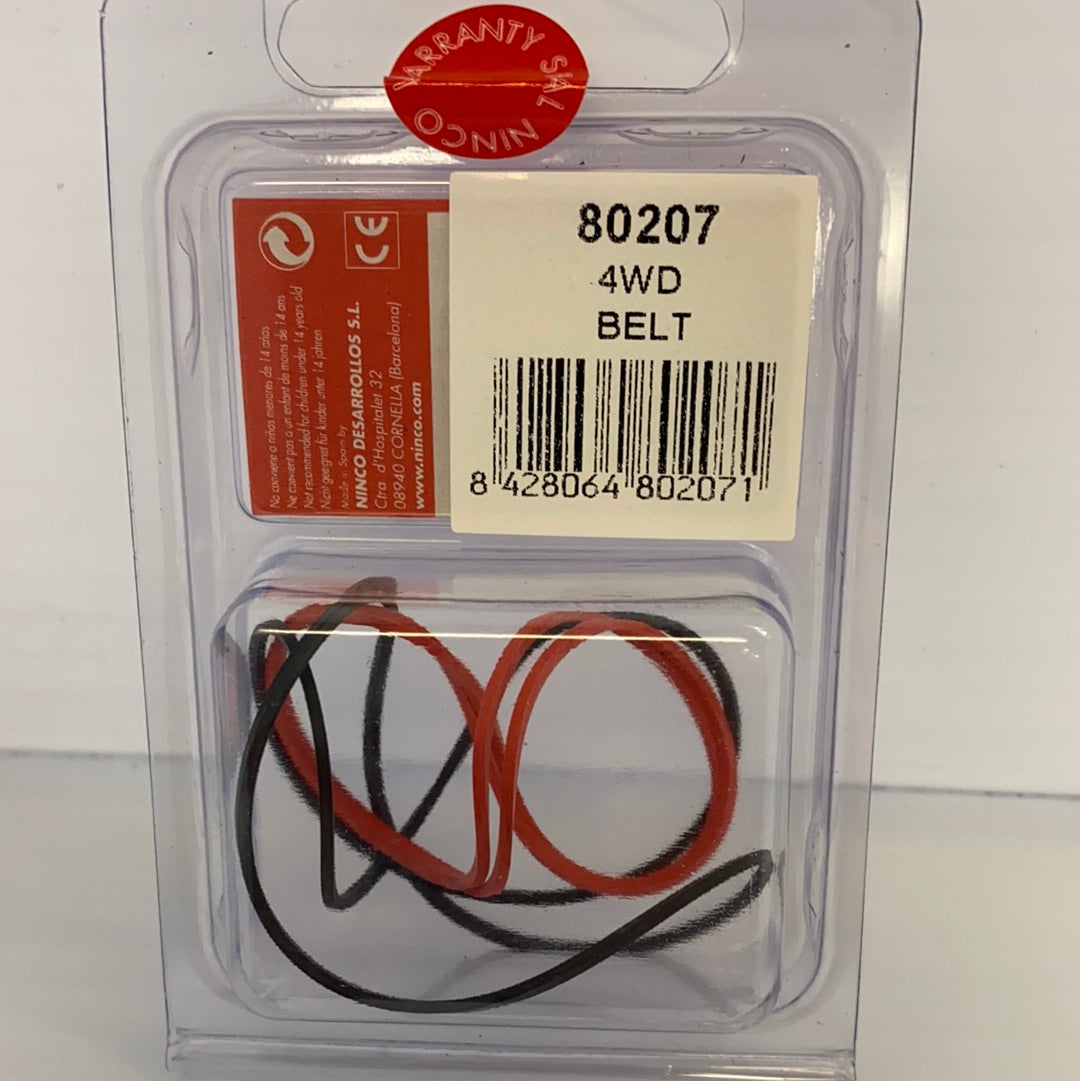 WARRANTY SAL NINCO
80207
4WD
BELT
8 428064 802071
CE
No conviene a niños menores de 14 años
Ne convient pas a un enfant de moins de 14 ans
Not recommended for children under 14 years old
Nicht geeignet für kinder unter 14 jahren
Made in Spain by
NINCO DESARROLLOS S.L.
Ctra d'Hospitalet 32
08940 CORNELLA (Barcelona)
www.ninco.com